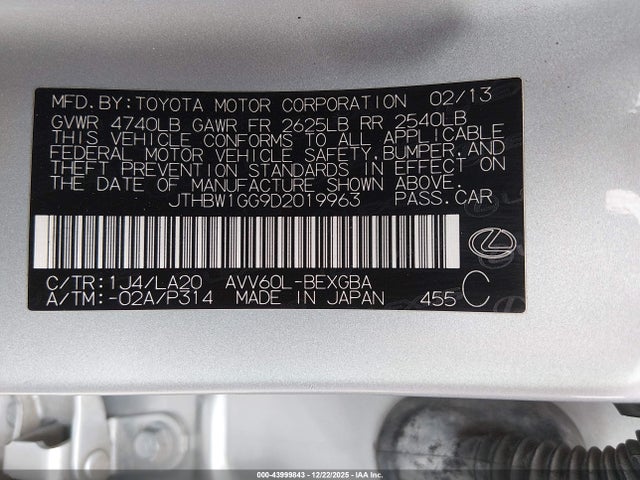 MFD.BY:TOYOTA MOTOR CORPORATION 02/13
GVWR 4740LB GAWR FR 2625LB RR 2540LB
THIS VEHICLE CONFORMS TO ALL APPLICABLE
FEDERAL MOTOR VEHICLE SAFETY,BUMPER,AND
THEFT PREVENTION STANDARDS IN EFFECT ON
THE DATE OF MANUFACTURE SHOWN ABOVE.
JTHBW1GG9D2019963 PASS.CAR
C/TR:1J4/LA20 AVV60L-BEXGBA
A/TM:-02A/P314 MADE IN JAPAN 455 C
000-43999843 | 12/22/2025 | IAA Inc.